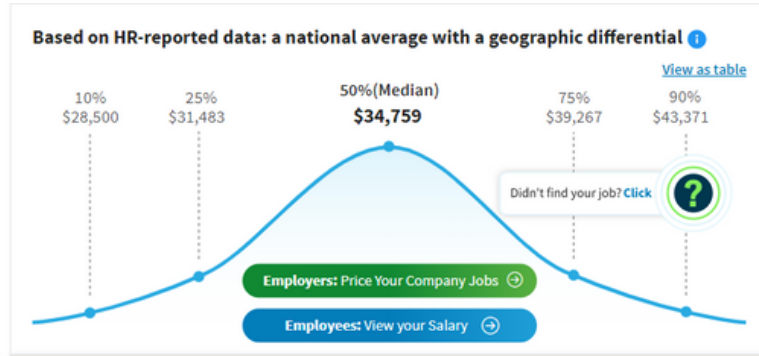 Based on HR-reported data: a national average with a geographic differential i
View as table
10%
$28,500
25%
$31,483
50%(Median)
$34,759
75%
$39,267
90%
$43,371
Didn't find your job? Click
?
Employers: Price Your Company Jobs
Employees: View your Salary